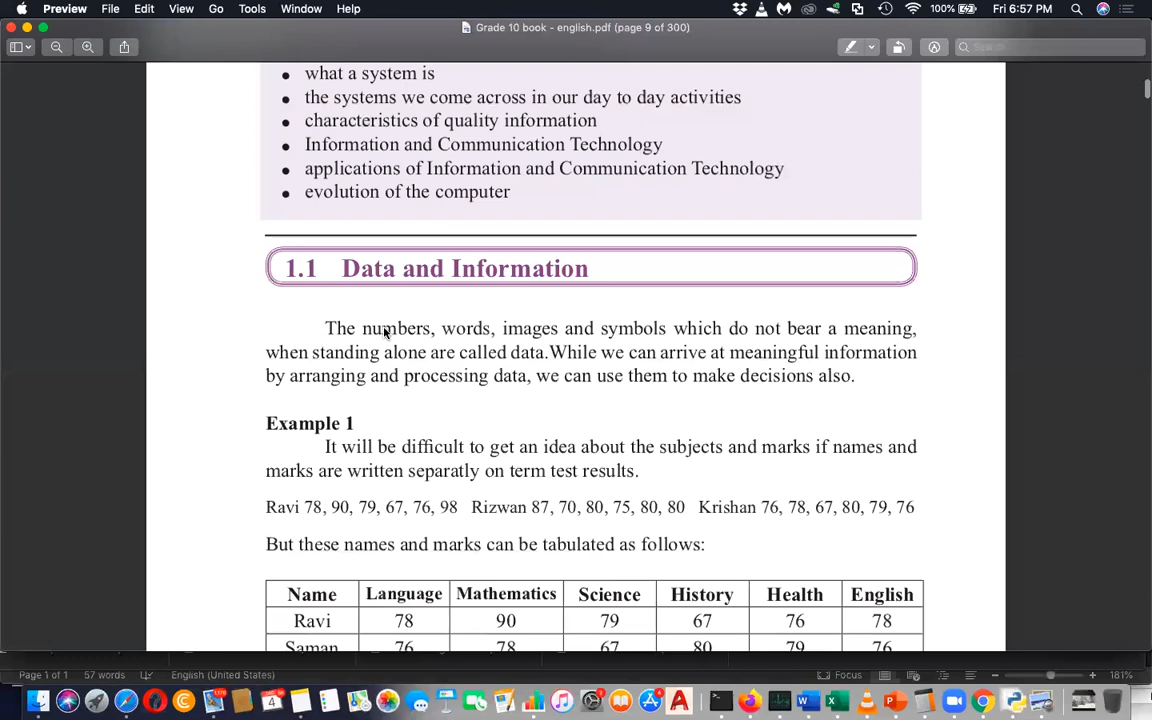 Preview File Edit View Go Tools Window Help 100% Fri 6:57 PM
Grade 10 book - english.pdf (page 9 of 300)
Search
what a system is
the systems we come across in our day to day activities
characteristics of quality information
Information and Communication Technology
applications of Information and Communication Technology
evolution of the computer
1.1 Data and Information
The numbers, words, images and symbols which do not bear a meaning,
when standing alone are called data.While we can arrive at meaningful information
by arranging and processing data, we can use them to make decisions also.
Example 1
It will be difficult to get an idea about the subjects and marks if names and
marks are written separatly on term test results.
Ravi 78, 90, 79, 67, 76, 98 Rizwan 87, 70, 80, 75, 80, 80 Krishan 76, 78, 67, 80, 79, 76
But these names and marks can be tabulated as follows:
Name Language Mathematics Science History Health English
Ravi 78 90 79 67 76 78
Saman 76 78 67 80 79 76
Page 1 of 1 57 words English (United States) Focus 181%